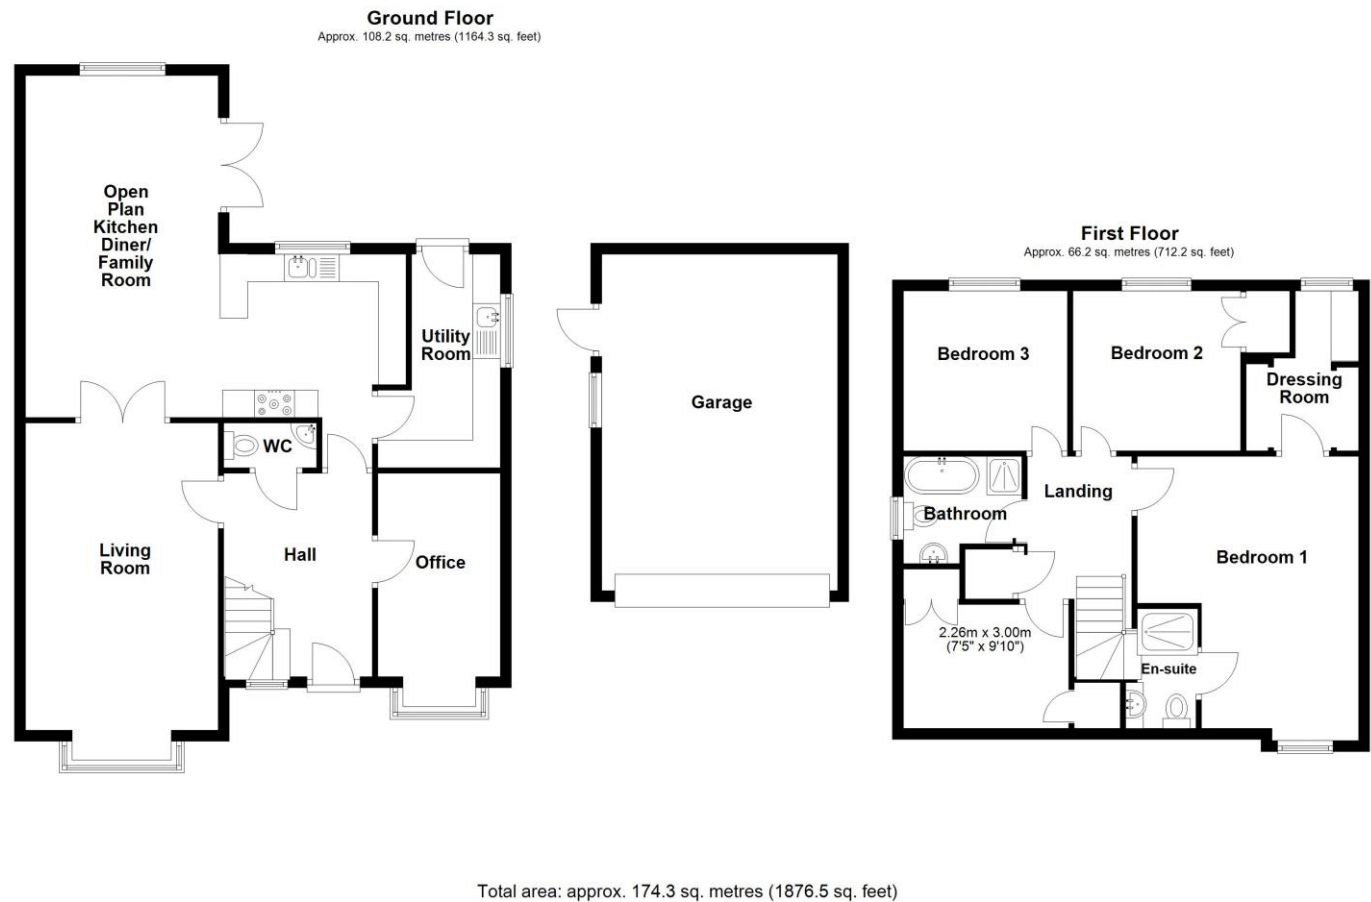 Ground Floor
Approx. 108.2 sq. metres (1164.3 sq. feet)
Open
Plan
Kitchen
Diner/
Family
Room
Utility
Room
WC
Living
Room
Hall
Office
Garage
First Floor
Approx. 66.2 sq. metres (712.2 sq. feet)
Bedroom 3
Bedroom 2
Dressing
Room
Landing
Bathroom
Bedroom 1
2.26m x 3.00m
(7'5" x 9'10")
En-suite
Total area: approx. 174.3 sq. metres (1876.5 sq. feet)